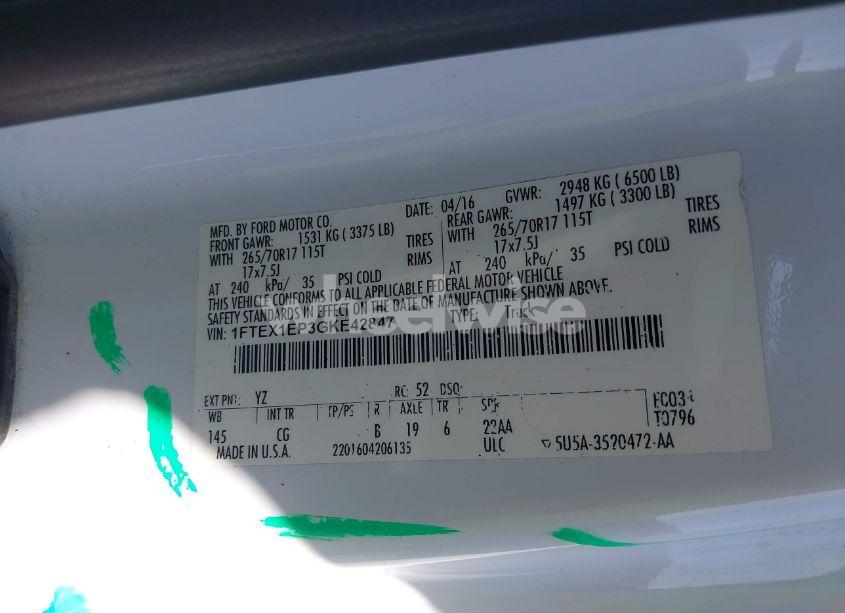 MFD. BY FORD MOTOR CO.
DATE: 04/16 GVWR: 2948 KG ( 6500 LB)
FRONT GAWR: 1531 KG ( 3375 LB)
REAR GAWR: 1497 KG ( 3300 LB)
WITH 265/70R17 115T TIRES
WITH 265/70R17 115T TIRES
17x7.5J RIMS
17x7.5J RIMS
AT 240 kPa/ 35 PSI COLD
AT 240 kPa/ 35 PSI COLD
THIS VEHICLE CONFORMS TO ALL APPLICABLE FEDERAL MOTOR VEHICLE
SAFETY STANDARDS IN EFFECT ON THE DATE OF MANUFACTURE SHOWN ABOVE.
VIN: 1FTEX1EP3GKE42847 TYPE: Truck
EXT PNT: YZ RC: 52 DSO:
WB INT TR TP/PS R AXLE TR SPR
145 CG B 19 6 22AA
MADE IN U.S.A. 2201604206135 ULC 5U5A-3520472-AA
T0796